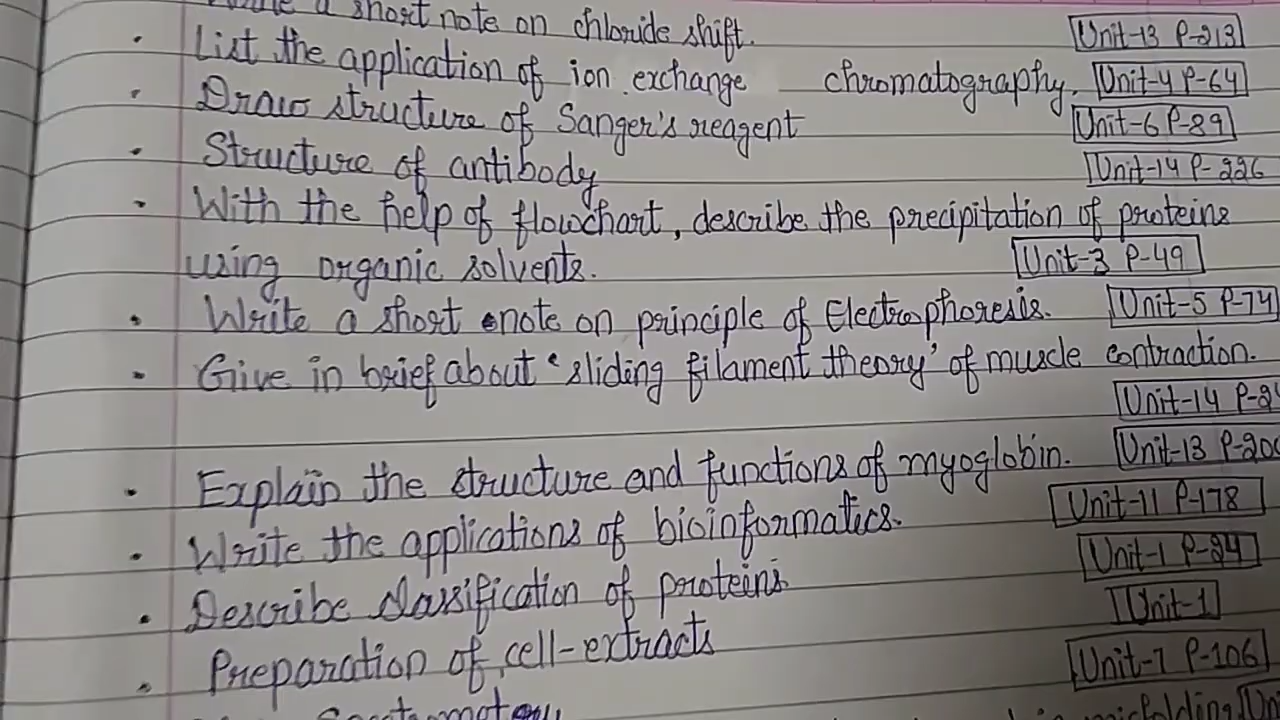 a short note on chloride shift. Unit-13 P-213
• List the application of ion exchange chromatography. Unit-4 P-64
• Draw structure of Sanger's reagent Unit-6 P-89
• Structure of antibody Unit-14 P-226
• With the help of flowchart, describe the precipitation of proteins
using organic solvents. Unit-3 P-49
• Write a short note on principle of Electrophoresis. Unit-5 P-74
• Give in brief about 'sliding filament theory' of muscle contraction.
Unit-14 P-2
• Explain the structure and functions of myoglobin. Unit-13 P-200
• Write the applications of bioinformatics. Unit-11 P-178
• Describe classification of proteins Unit-1 P-24
• Preparation of cell-extracts Unit-1
Unit-7 P-106